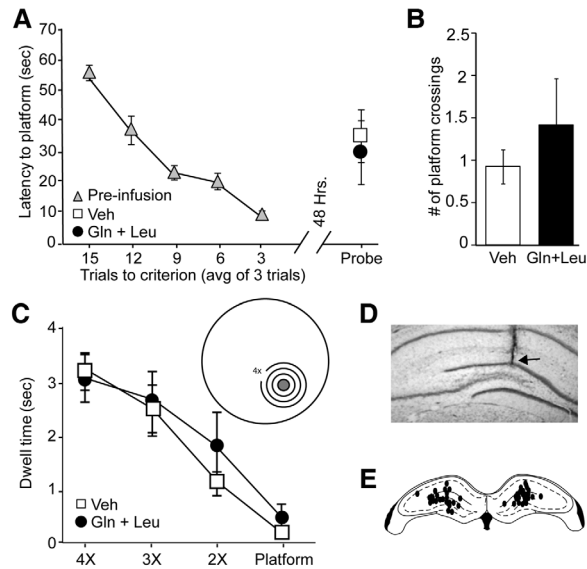 A
Latency to platform (sec)
70
60
50
40
30
20
10
0
Pre-infusion
Veh
Gln + Leu
48 Hrs.
15 12 9 6 3 Probe
Trials to criterion (avg of 3 trials)
B
# of platform crossings
2.5
2
1.5
1
0.5
0
Veh Gln+Leu
C
Dwell time (sec)
4
3
2
1
0
4x
Veh
Gln + Leu
4X 3X 2X Platform
D
E